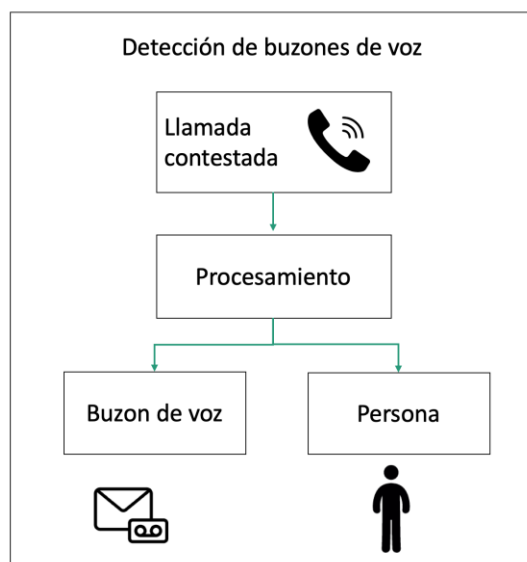 Detección de buzones de voz
Llamada
contestada
Procesamiento
Buzon de voz
Persona